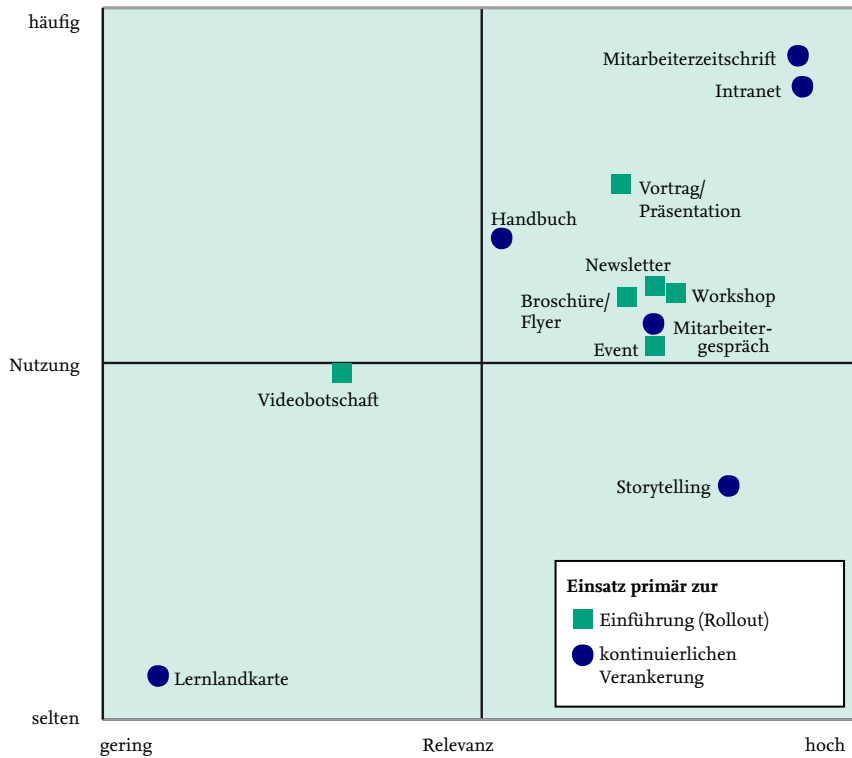 häufig
Mitarbeiterzeitschrift
Intranet
Vortrag/
Präsentation
Handbuch
Newsletter
Broschüre/
Flyer
Workshop
Mitarbeiter-
gespräch
Event
Nutzung
Videobotschaft
Storytelling
Einsatz primär zur
Einführung (Rollout)
kontinuierlichen
Verankerung
Lernlandkarte
selten
gering
Relevanz
hoch